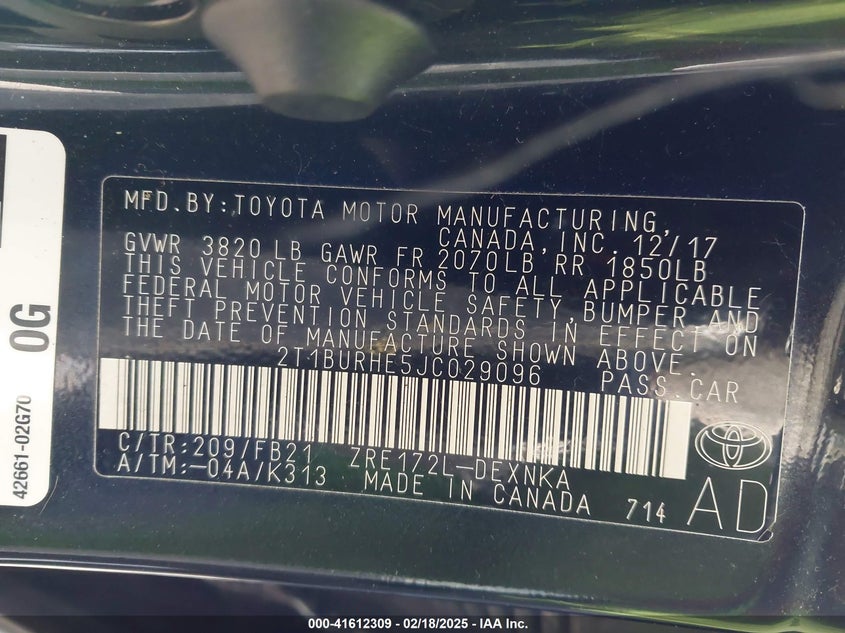 MFD.BY:TOYOTA MOTOR MANUFACTURING,
CANADA,INC. 12/17
GVWR 3820 LB GAWR FR 2070LB RR 1850LB
THIS VEHICLE CONFORMS TO ALL APPLICABLE
FEDERAL MOTOR VEHICLE SAFETY,BUMPER AND
THEFT PREVENTION STANDARDS IN EFFECT ON
THE DATE OF MANUFACTURE SHOWN ABOVE.
2T1BURHE5JC029096 PASS.CAR
C/TR:209/FB21 ZRE172L-DEXNKA
A/TM:-04A/K313 MADE IN CANADA 714 AD
42661-02G70 0G
000-41612309 - 02/18/2025 - IAA Inc.